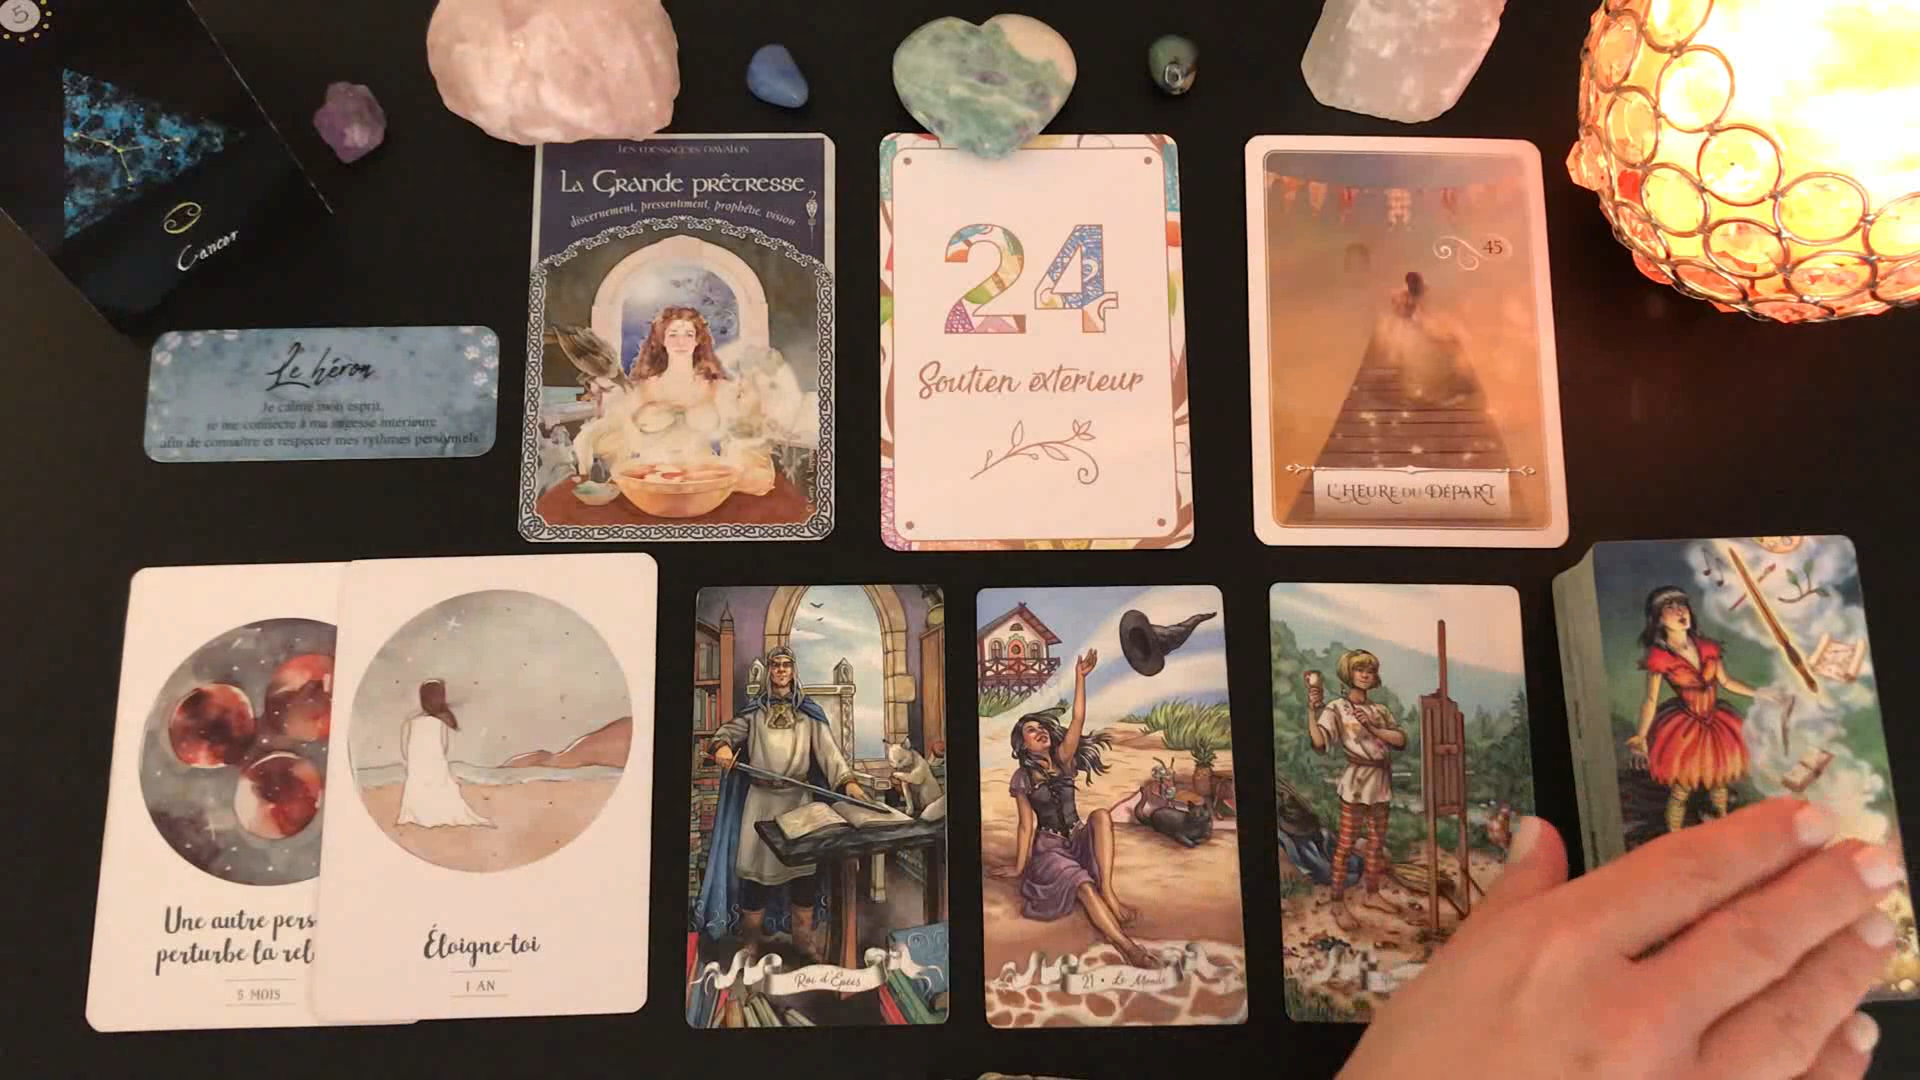 5
Cancer
Le héron
Je calme mon esprit,
je me connecte à ma sagesse intérieure
afin de connaître et respecter mes rythmes personnels
Les messagers d'Avalon
La Grande prêtresse
discernement, pressentiment, prophétie, vision
24
Soutien exterieur
45
L'Heure du Départ
Une autre pers
perturbe la rel
5 MOIS
Éloigne-toi
1 AN
Roi d'Épées
21 • Le Monde